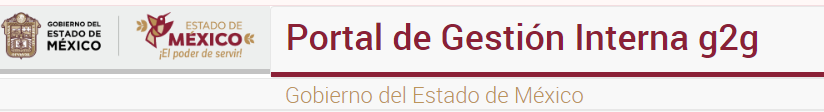 GOBIERNO DEL
ESTADO DE
MÉXICO
ESTADO DE
MÉXICO
¡El poder de servir!
Portal de Gestión Interna g2g
Gobierno del Estado de México